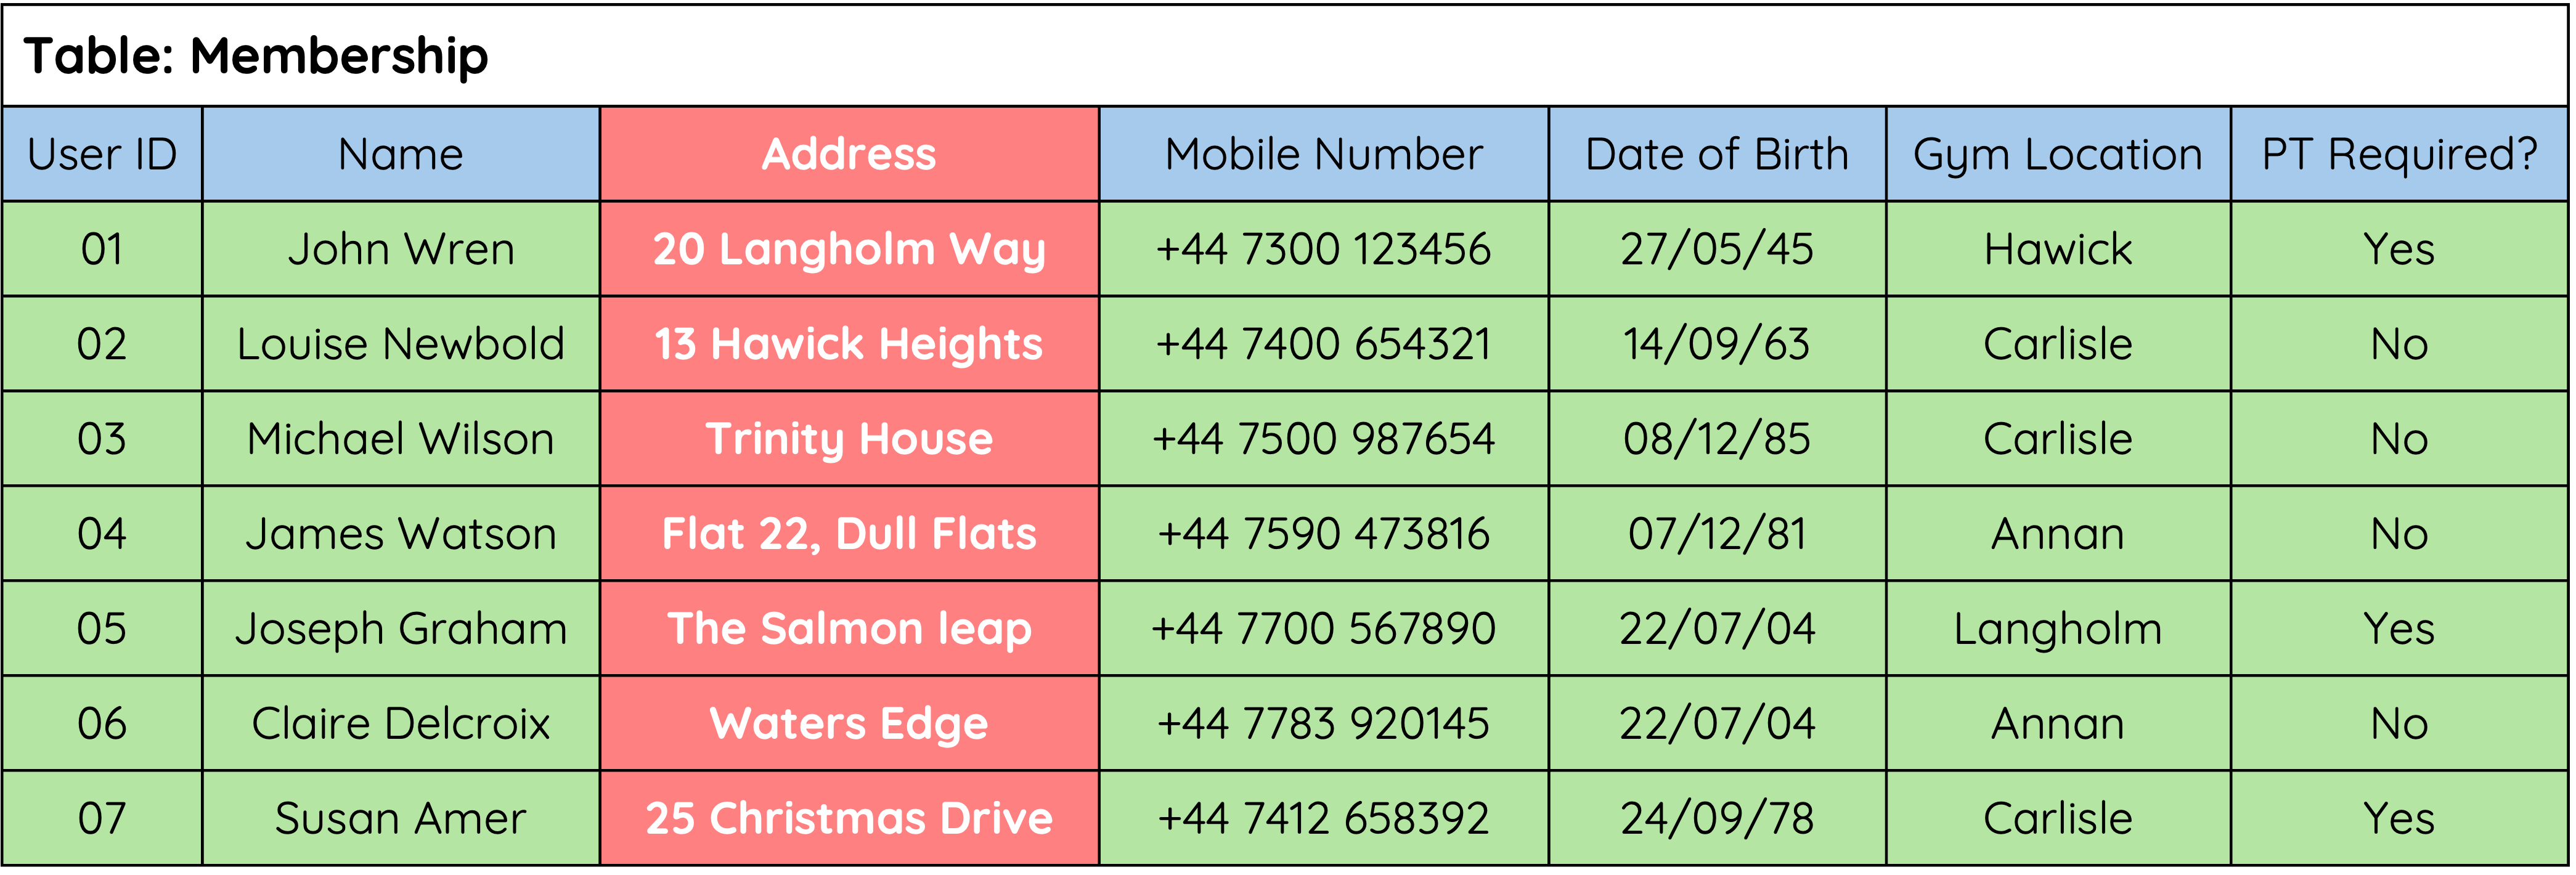 Table: Membership
User ID Name Address Mobile Number Date of Birth Gym Location PT Required?
01 John Wren 20 Langholm Way +44 7300 123456 27/05/45 Hawick Yes
02 Louise Newbold 13 Hawick Heights +44 7400 654321 14/09/63 Carlisle No
03 Michael Wilson Trinity House +44 7500 987654 08/12/85 Carlisle No
04 James Watson Flat 22, Dull Flats +44 7590 473816 07/12/81 Annan No
05 Joseph Graham The Salmon leap +44 7700 567890 22/07/04 Langholm Yes
06 Claire Delcroix Waters Edge +44 7783 920145 22/07/04 Annan No
07 Susan Amer 25 Christmas Drive +44 7412 658392 24/09/78 Carlisle Yes